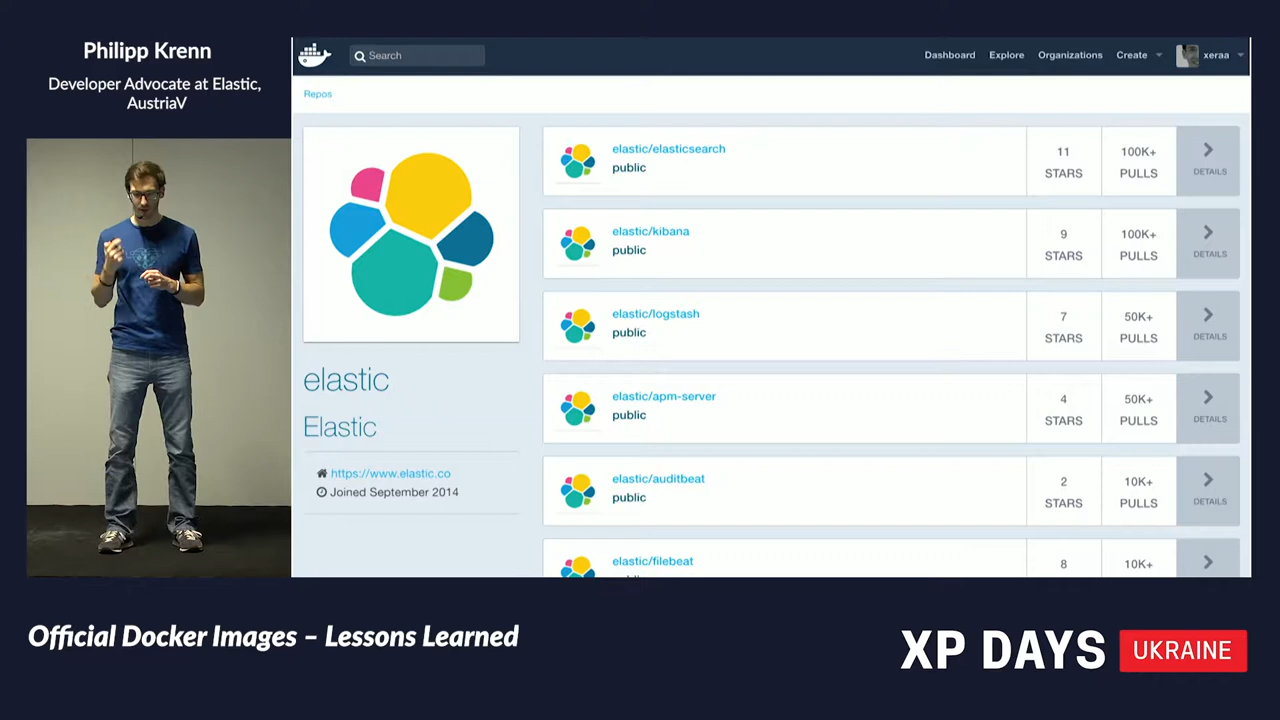 Philipp Krenn
Developer Advocate at Elastic,
AustriaV
Search
Dashboard
Explore
Organizations
Create
xeraa
Repos
elastic
Elastic
https://www.elastic.co
Joined September 2014
elastic/elasticsearch
public
11
STARS
100K+
PULLS
DETAILS
elastic/kibana
public
9
STARS
100K+
PULLS
DETAILS
elastic/logstash
public
7
STARS
50K+
PULLS
DETAILS
elastic/apm-server
public
4
STARS
50K+
PULLS
DETAILS
elastic/auditbeat
public
2
STARS
10K+
PULLS
DETAILS
elastic/filebeat
8
10K+
Official Docker Images – Lessons Learned
XP DAYS UKRAINE